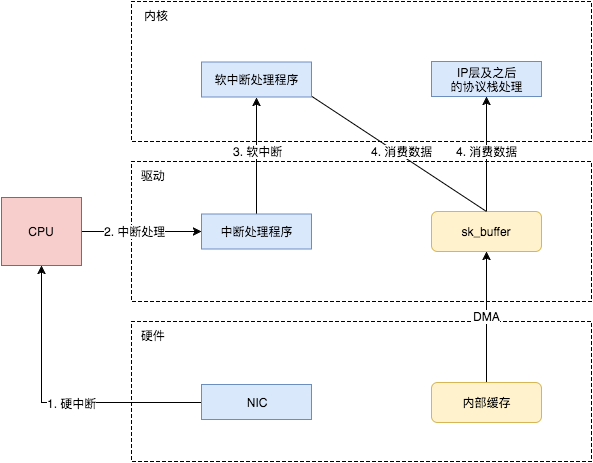 内核
软中断处理程序
IP层及之后
的协议栈处理
3. 软中断
4. 消费数据
4. 消费数据
驱动
CPU
2. 中断处理
中断处理程序
sk_buffer
DMA
硬件
1. 硬中断
NIC
内部缓存